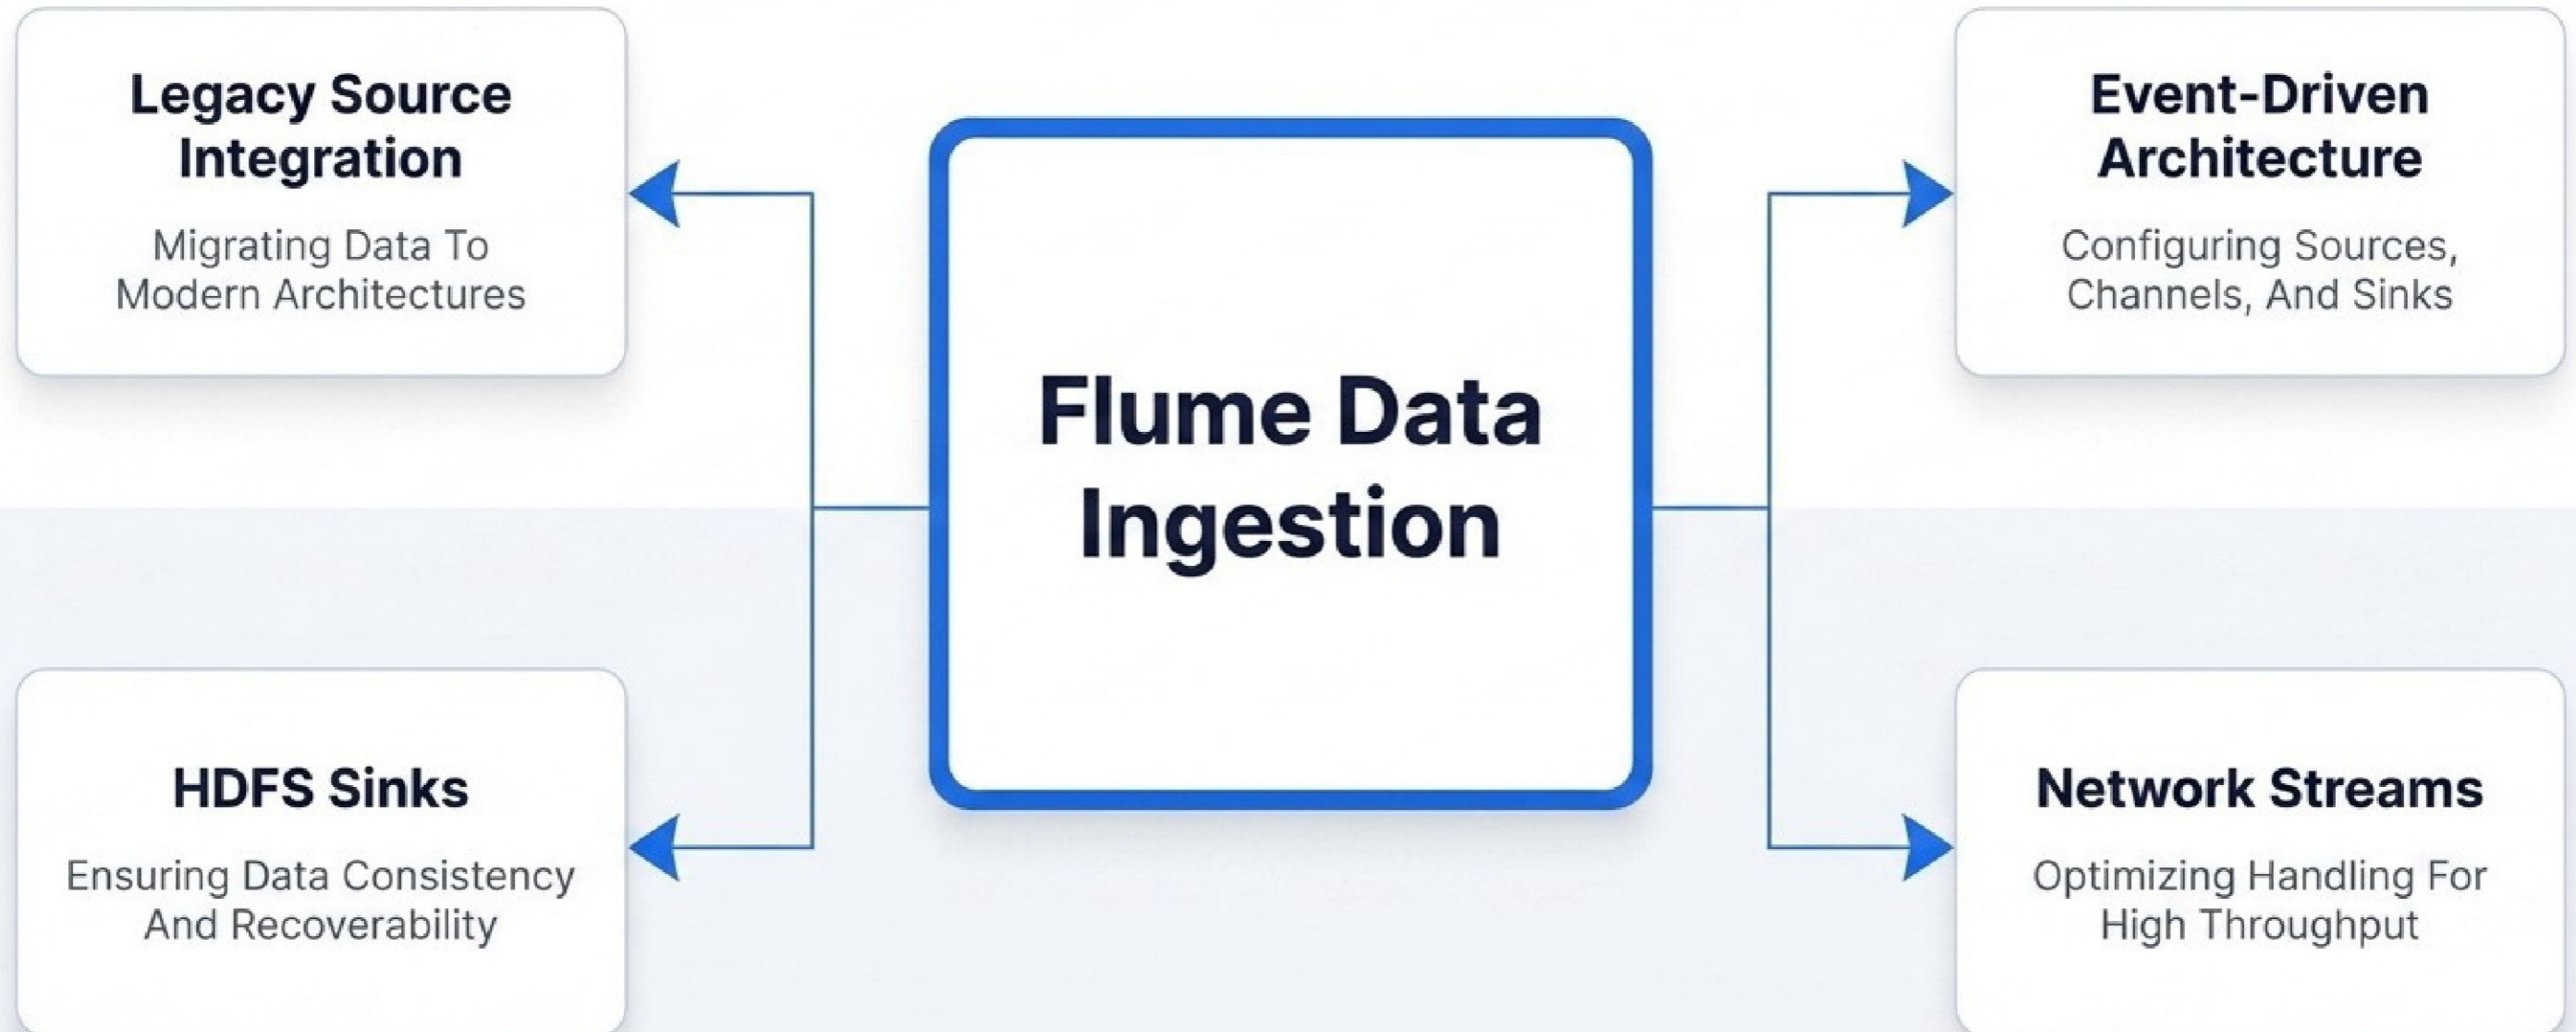 Legacy Source
Integration
Migrating Data To
Modern Architectures
Event-Driven
Architecture
Configuring Sources,
Channels, And Sinks
Flume Data
Ingestion
HDFS Sinks
Ensuring Data Consistency
And Recoverability
Network Streams
Optimizing Handling For
High Throughput